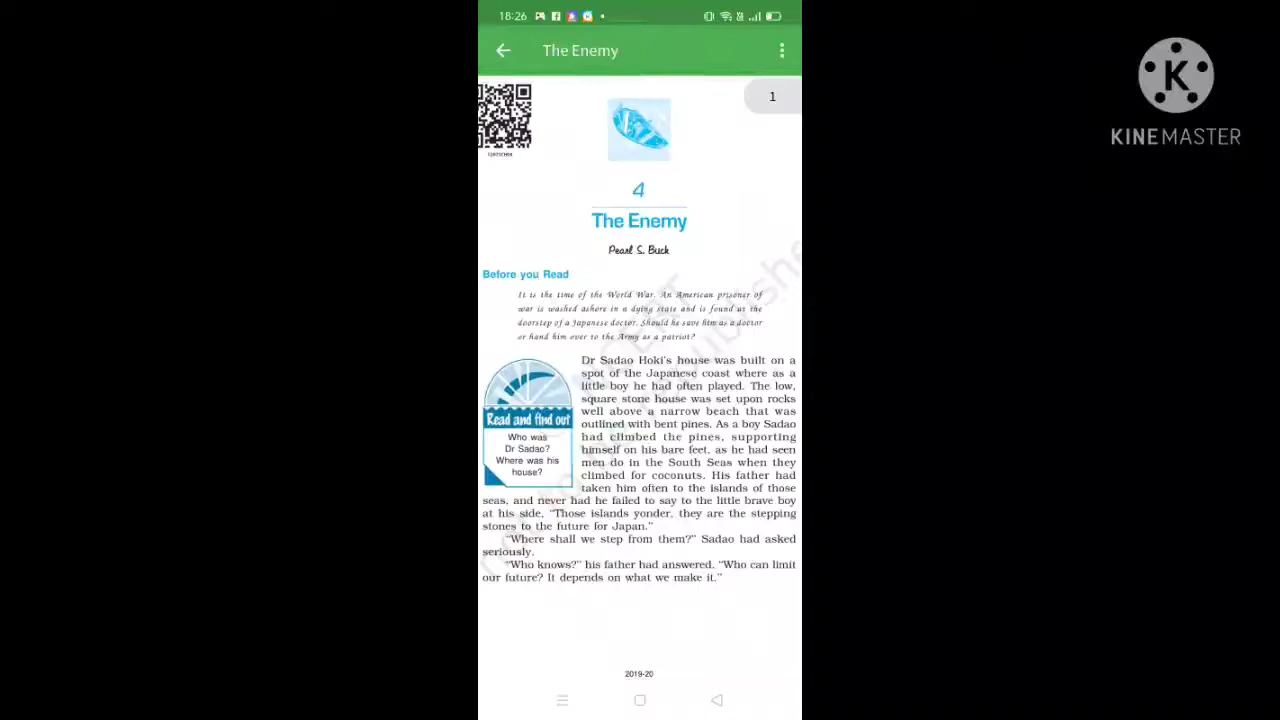 18:26
The Enemy
1
KINEMASTER
4
The Enemy
Pearl S. Buck
Before you Read
It is the time of the World War. An American prisoner of
war is washed ashore in a dying state and is found at the
doorstep of a Japanese doctor. Should he save him as a doctor
or hand him over to the Army as a patriot?
Read and find out
Who was
Dr Sadao?
Where was his
house?
Dr Sadao Hoki's house was built on a
spot of the Japanese coast where as a
little boy he had often played. The low,
square stone house was set upon rocks
well above a narrow beach that was
outlined with bent pines. As a boy Sadao
had climbed the pines, supporting
himself on his bare feet, as he had seen
men do in the South Seas when they
climbed for coconuts. His father had
taken him often to the islands of those
seas, and never had he failed to say to the little brave boy
at his side, “Those islands yonder, they are the stepping
stones to the future for Japan.”
“Where shall we step from them?” Sadao had asked
seriously.
“Who knows?” his father had answered. “Who can limit
our future? It depends on what we make it.”
2019-20